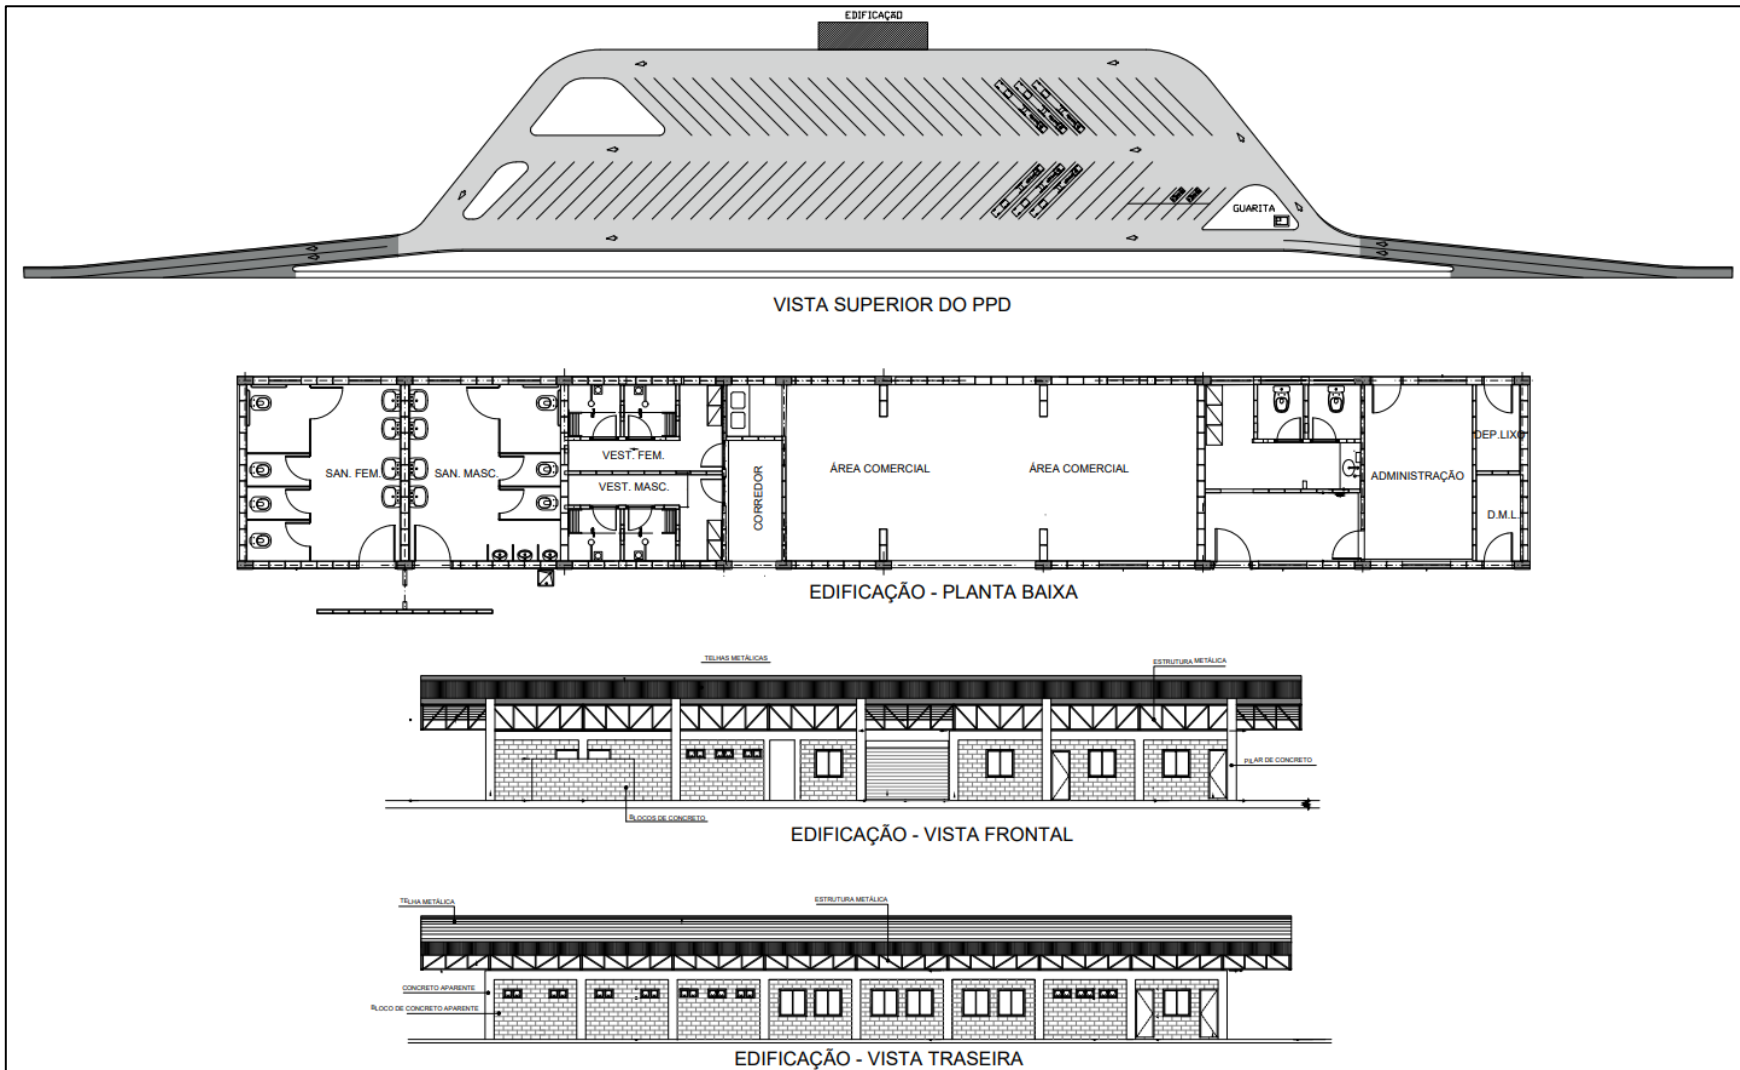 EDIFICAÇÃO
GUARITA
VISTA SUPERIOR DO PPD
SAN. FEM.
SAN. MASC.
VEST. FEM.
VEST. MASC.
CORREDOR
ÁREA COMERCIAL
ÁREA COMERCIAL
ADMINISTRAÇÃO
DEP.LIXO
D.M.L.
EDIFICAÇÃO - PLANTA BAIXA
TELHAS METÁLICAS
ESTRUTURA METÁLICA
PILAR DE CONCRETO
BLOCOS DE CONCRETO
EDIFICAÇÃO - VISTA FRONTAL
TELHA METÁLICA
ESTRUTURA METÁLICA
CONCRETO APARENTE
BLOCO DE CONCRETO APARENTE
EDIFICAÇÃO - VISTA TRASEIRA